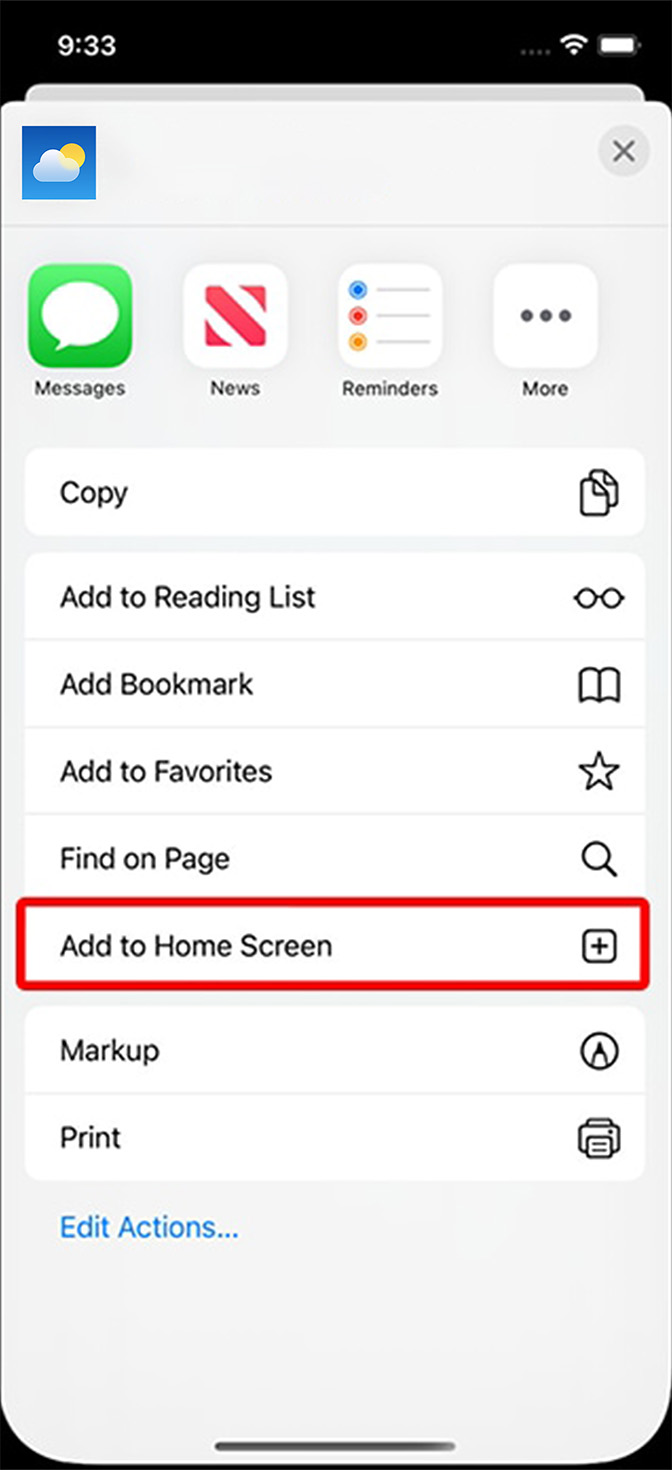 9:33
Messages
News
Reminders
More
Copy
Add to Reading List
Add Bookmark
Add to Favorites
Find on Page
Add to Home Screen
Markup
Print
Edit Actions...